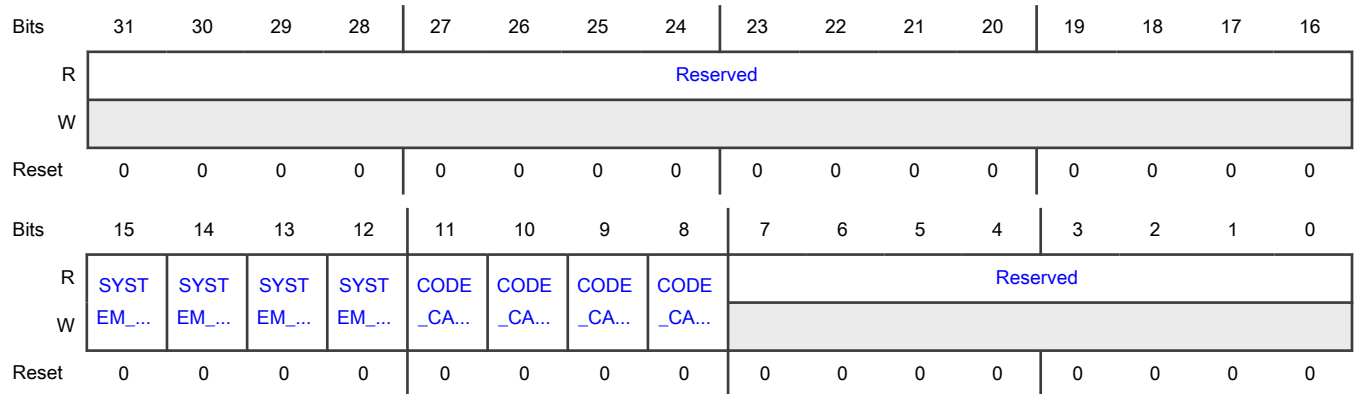 Bits 31 30 29 28 27 26 25 24 23 22 21 20 19 18 17 16
R Reserved
W
Reset 0 0 0 0 0 0 0 0 0 0 0 0 0 0 0 0
Bits 15 14 13 12 11 10 9 8 7 6 5 4 3 2 1 0
R SYST SYST SYST SYST CODE CODE CODE CODE Reserved
W EM_... EM_... EM_... EM_... _CA... _CA... _CA... _CA...
Reset 0 0 0 0 0 0 0 0 0 0 0 0 0 0 0 0